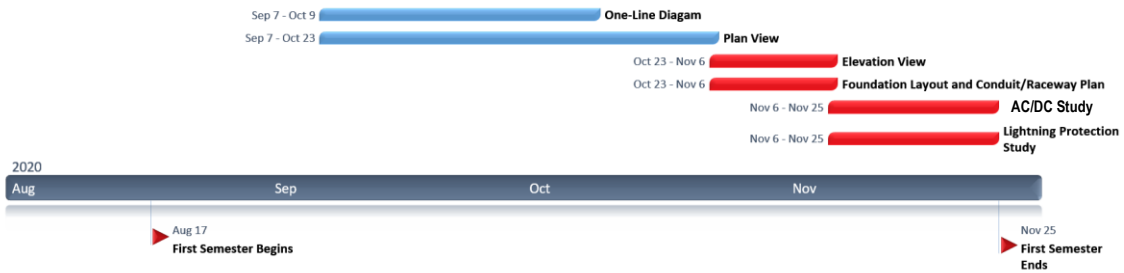 Sep 7 - Oct 9 One-Line Diagam
Sep 7 - Oct 23 Plan View
Oct 23 - Nov 6 Elevation View
Oct 23 - Nov 6 Foundation Layout and Conduit/Raceway Plan
Nov 6 - Nov 25 AC/DC Study
Nov 6 - Nov 25 Lightning Protection
Study
2020
Aug Sep Oct Nov
Aug 17
First Semester Begins
Nov 25
First Semester
Ends